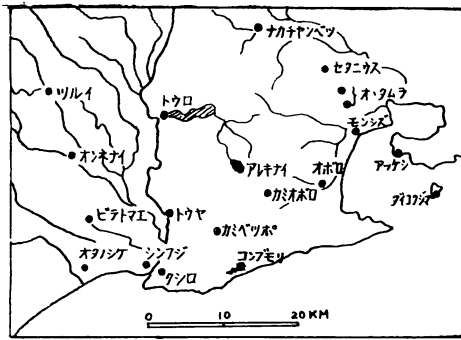 ナカチャンベツ
セタニウス
オ・タムラ
ツルイ
トウロ
モンシズ
オンネナイ
アレキナイ
オボロ
アッケシ
カミオボロ
ダイコクジマ
ビラトマエ
トウヤ
カミベツポ
オタノシケ
シンフジ
クシロ
コンブモリ
0 10 20 KM